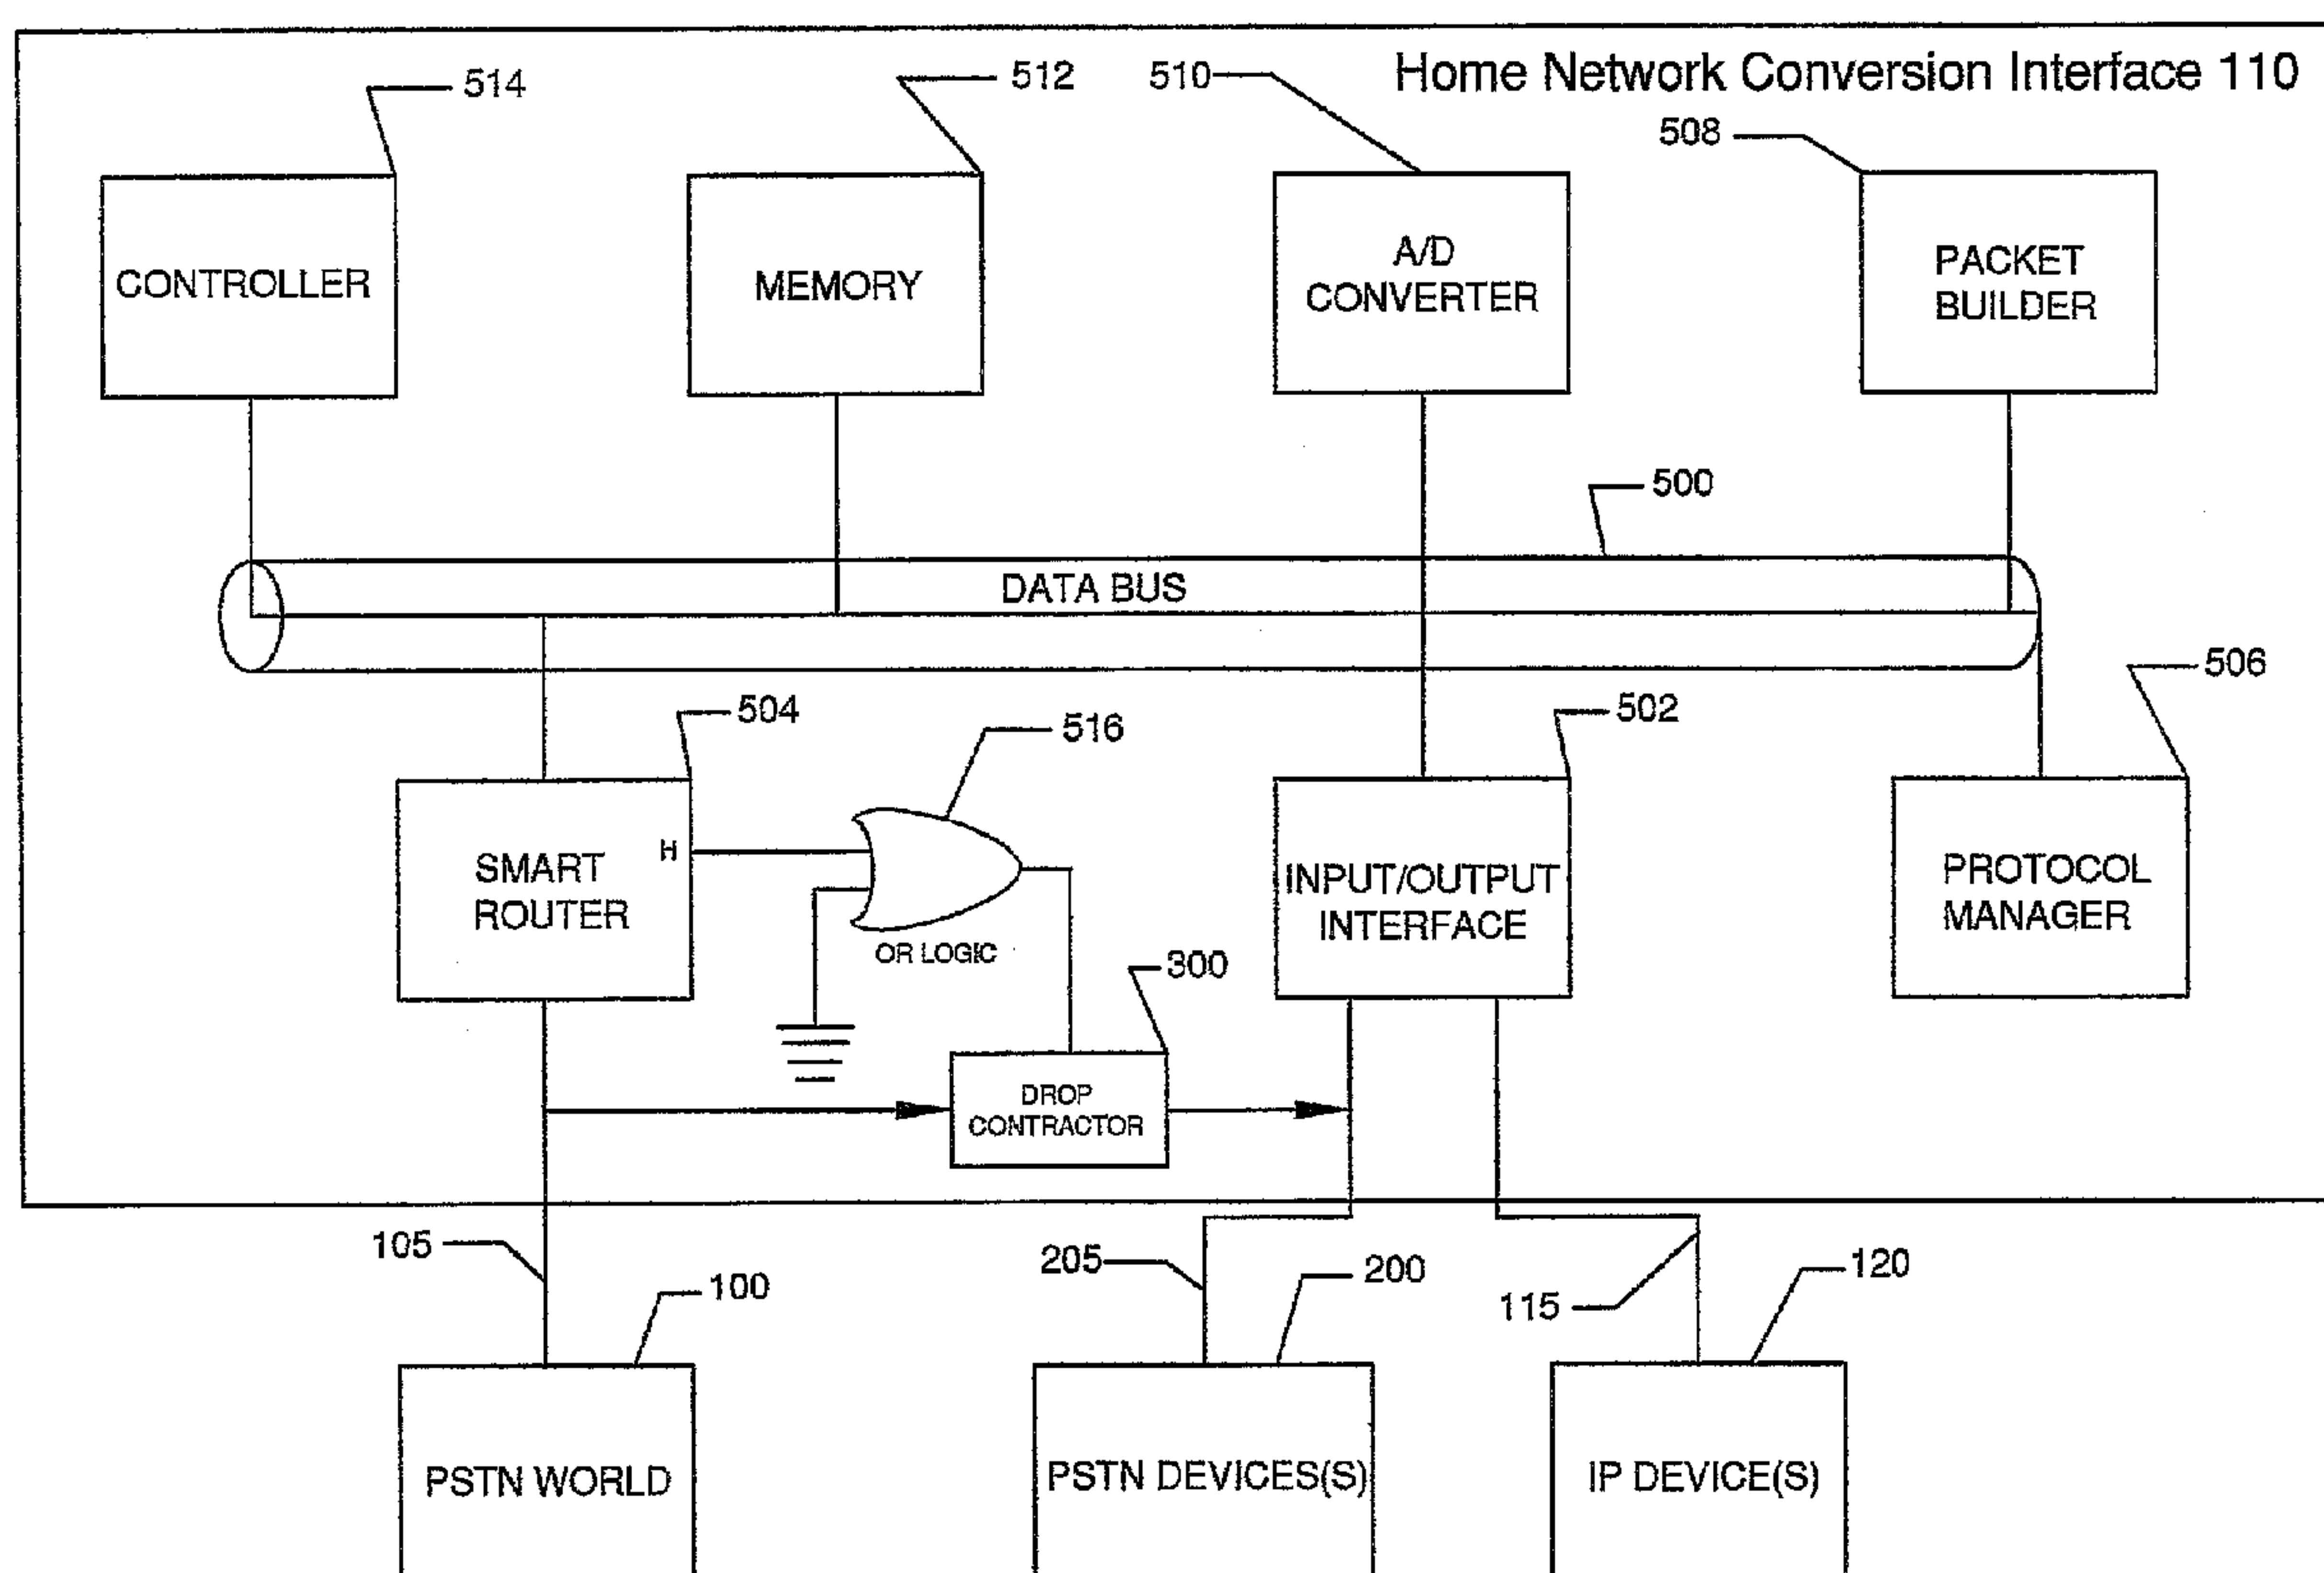 Home Network Conversion Interface 110
514
512
510
508
CONTROLLER
MEMORY
A/D
CONVERTER
PACKET
BUILDER
500
DATA BUS
504
516
502
506
SMART
ROUTER
H
OR LOGIC
INPUT/OUTPUT
INTERFACE
PROTOCOL
MANAGER
300
DROP
CONTRACTOR
105
100
205
200
115
120
PSTN WORLD
PSTN DEVICES(S)
IP DEVICE(S)